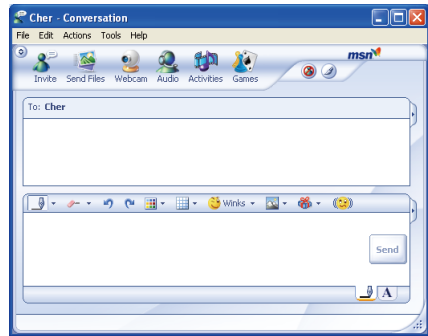 Cher - Conversation
File Edit Actions Tools Help
msn
Invite Send Files Webcam Audio Activities Games
To: Cher
Winks
Send
A